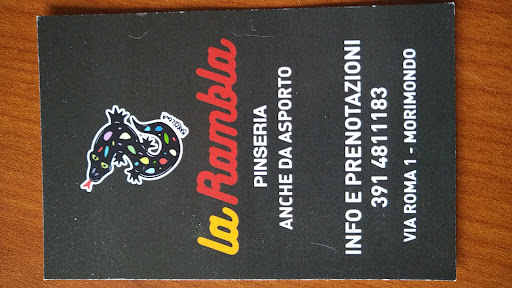 la Rambla
PINSERIA
ANCHE DA ASPORTO
INFO E PRENOTAZIONI
391 4811183
VIA ROMA 1 - MORIMONDO